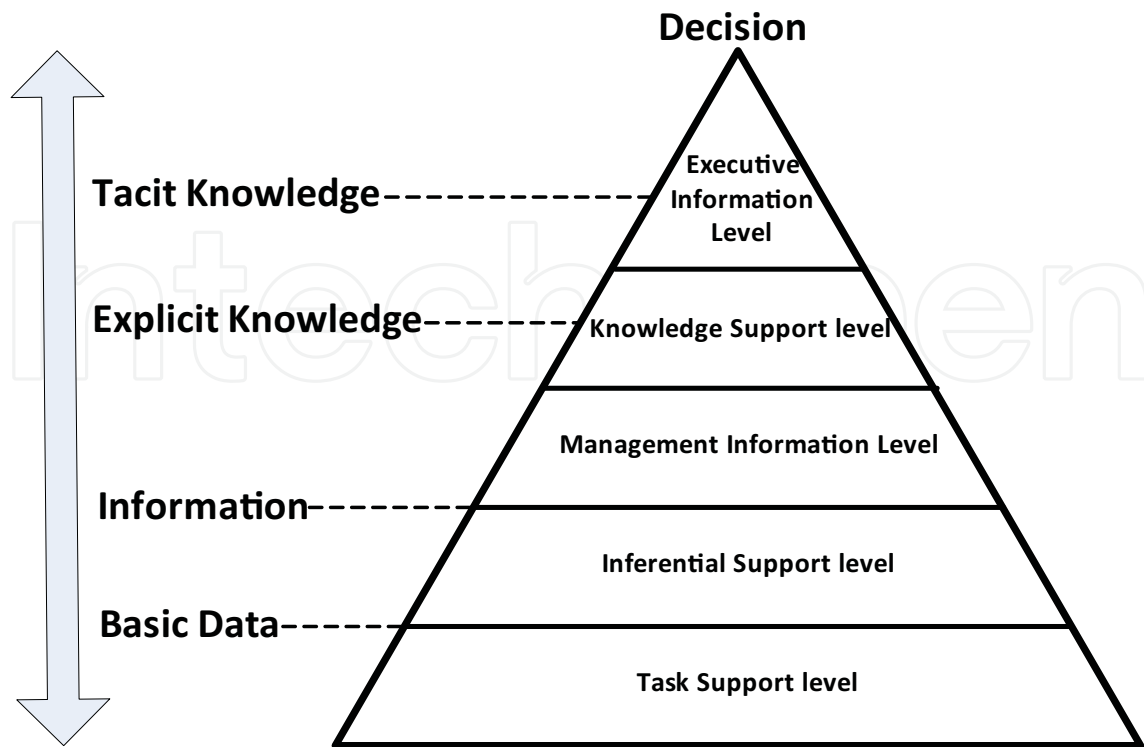 Decision
Executive
Information
Level
Tacit Knowledge
Explicit Knowledge
Knowledge Support level
Management Information Level
Information
Inferential Support level
Basic Data
Task Support level